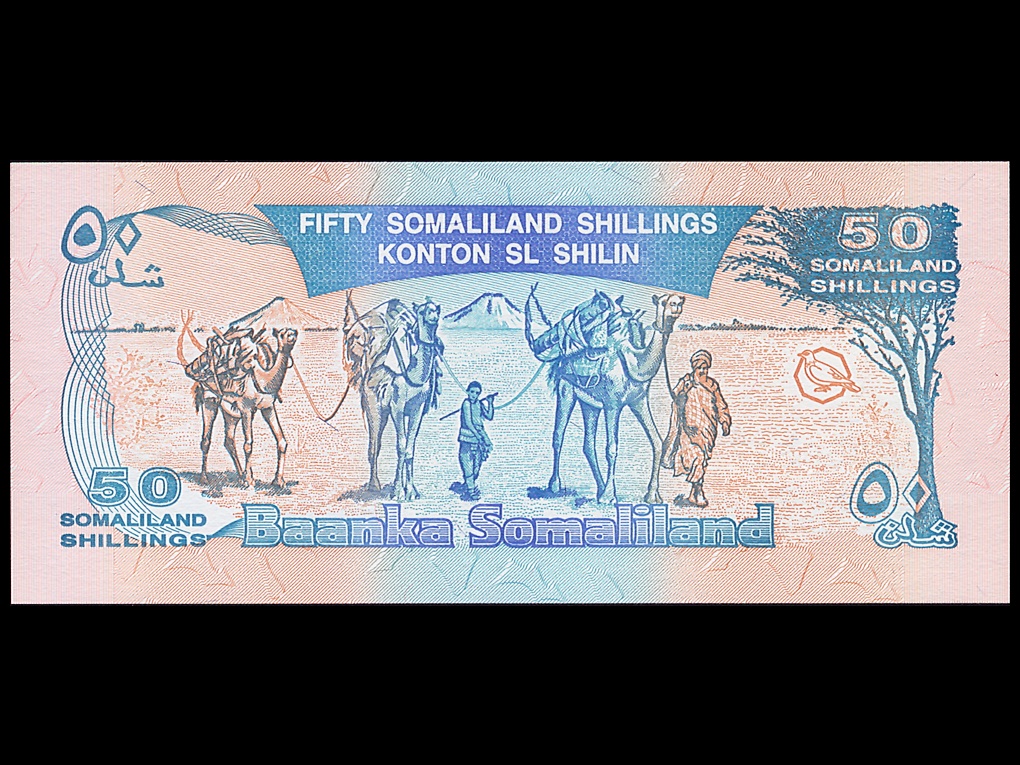 FIFTY SOMALILAND SHILLINGS
KONTON SL SHILIN
٥٠
شلن
50
SOMALILAND
SHILLINGS
50
SOMALILAND
SHILLINGS
Baanka Somaliland
٥٠
شلن